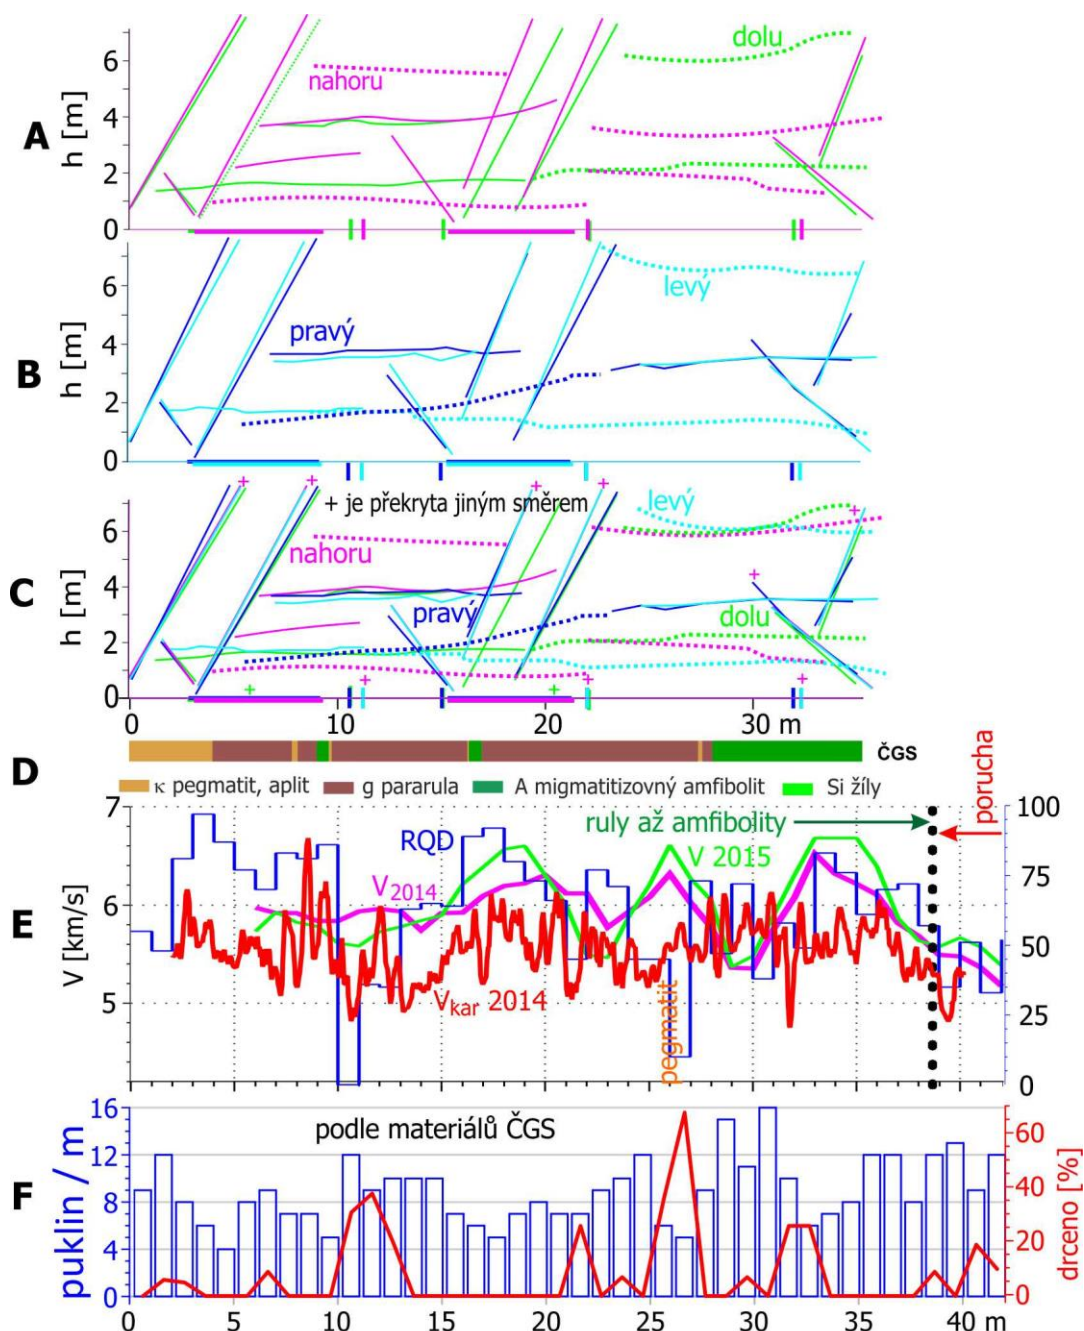 A
h [m]
6
4
2
0
nahoru
dolu
B
h [m]
6
4
2
0
pravý
levý
C
h [m]
6
4
2
0
+ je překryta jiným směrem
nahoru
pravý
levý
dolu
0 10 20 30 m
D
ČGS
κ pegmatit, aplit g pararula A migmatitizovný amfibolit Si žíly
E
V [km/s]
7
6
5
100
75
50
25
0
porucha
ruly až amfibolity
RQD
V 2015
V2014
Vkar 2014
pegmatit
F
puklin / m
16
12
8
4
0
podle materiálů ČGS
60
40
20
0
drceno [%]
0 5 10 15 20 25 30 35 40 m